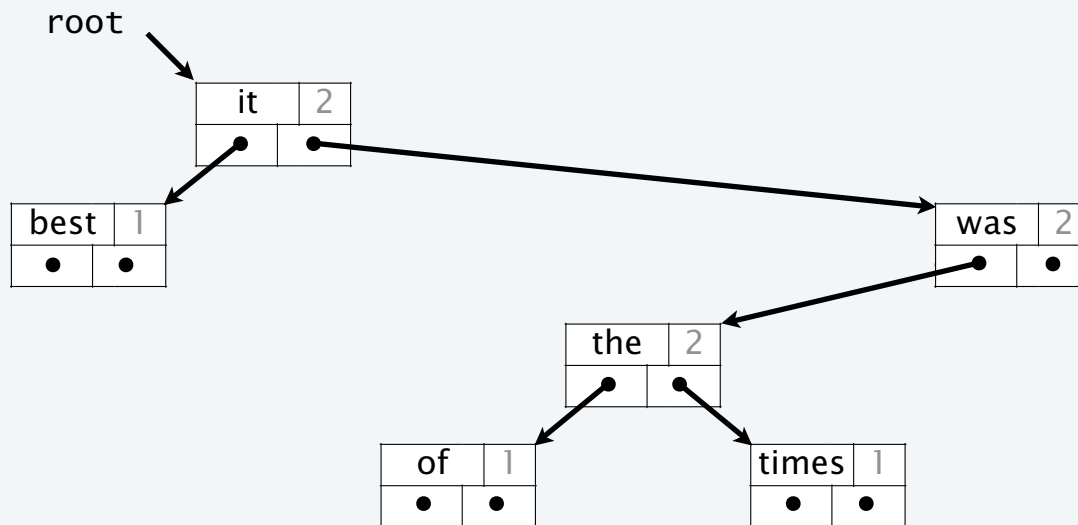 root
it 2
best 1
was 2
the 2
of 1
times 1